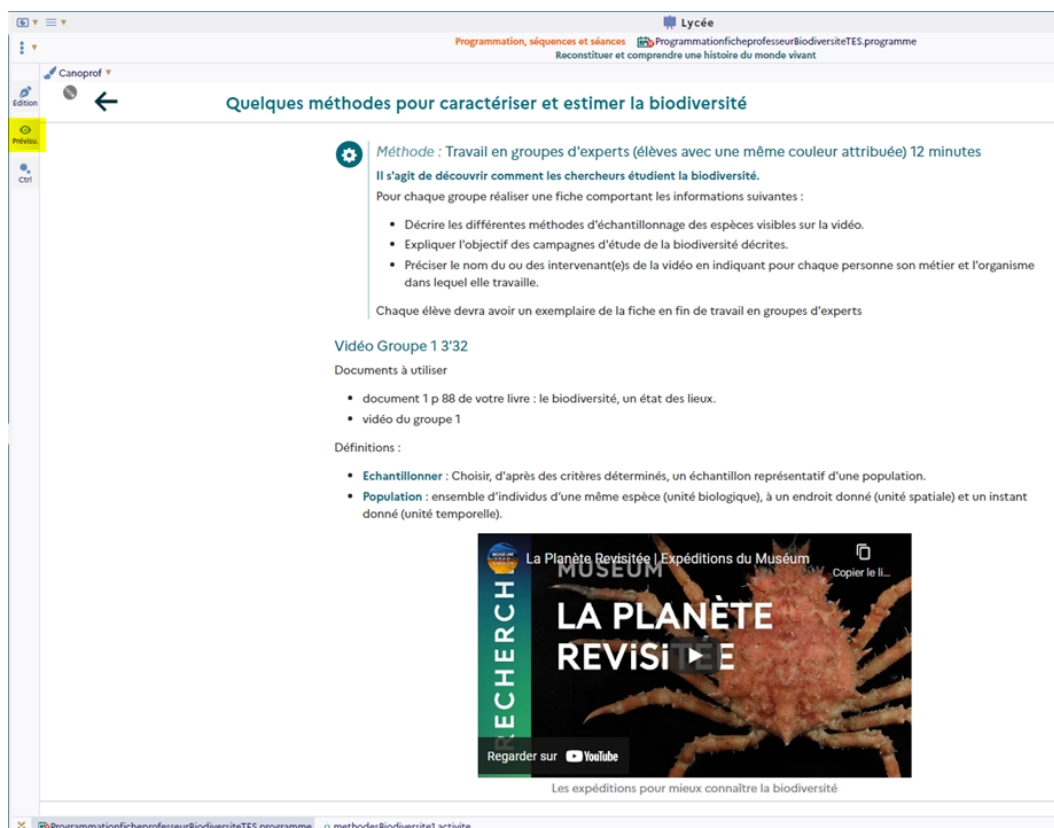 Lycée
Programmation, séquences et séances ProgrammationficheprofesseurBiodiversiteTES.programme
Reconstituer et comprendre une histoire du monde vivant
Canoprof
Edition
Quelques méthodes pour caractériser et estimer la biodiversité
Prévisu.
Ctrl
Méthode : Travail en groupes d'experts (élèves avec une même couleur attribuée) 12 minutes
Il s'agit de découvrir comment les chercheurs étudient la biodiversité.
Pour chaque groupe réaliser une fiche comportant les informations suivantes :
• Décrire les différentes méthodes d'échantillonnage des espèces visibles sur la vidéo.
• Expliquer l'objectif des campagnes d'étude de la biodiversité décrites.
• Préciser le nom du ou des intervenant(e)s de la vidéo en indiquant pour chaque personne son métier et l'organisme
dans lequel elle travaille.
Chaque élève devra avoir un exemplaire de la fiche en fin de travail en groupes d'experts
Vidéo Groupe 1 3'32
Documents à utiliser
• document 1 p 88 de votre livre : le biodiversité, un état des lieux.
• vidéo du groupe 1
Définitions :
• Echantillonner : Choisir, d'après des critères déterminés, un échantillon représentatif d'une population.
• Population : ensemble d'individus d'une même espèce (unité biologique), à un endroit donné (unité spatiale) et un instant
donné (unité temporelle).
La Planète Revisitée | Expéditions du Muséum
Copier le li...
MUSÉUM
RECHERCH
LA PLANÈTE
REVISITÉE
Regarder sur YouTube
Les expéditions pour mieux connaître la biodiversité
ProgrammationficheprofesseurBiodiversiteTES.programme methodesBiodiversite1.activite